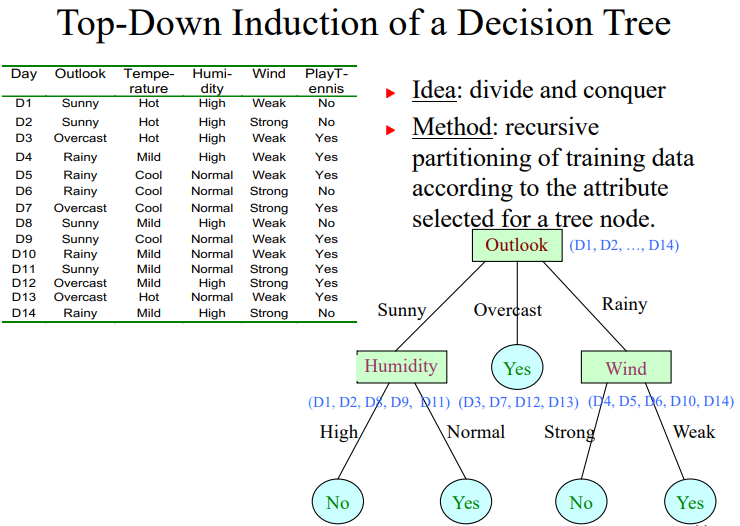 Top-Down Induction of a Decision Tree
Day Outlook Tempe- Humi- Wind PlayT-
rature dity ennis
D1 Sunny Hot High Weak No
D2 Sunny Hot High Strong No
D3 Overcast Hot High Weak Yes
D4 Rainy Mild High Weak Yes
D5 Rainy Cool Normal Weak Yes
D6 Rainy Cool Normal Strong No
D7 Overcast Cool Normal Strong Yes
D8 Sunny Mild High Weak No
D9 Sunny Cool Normal Weak Yes
D10 Rainy Mild Normal Weak Yes
D11 Sunny Mild Normal Strong Yes
D12 Overcast Mild High Strong Yes
D13 Overcast Hot Normal Weak Yes
D14 Rainy Mild High Strong No
Idea: divide and conquer
Method: recursive
partitioning of training data
according to the attribute
selected for a tree node.
Outlook (D1, D2, …, D14)
Sunny Overcast Rainy
Humidity Yes Wind
(D1, D2, D8, D9, D11) (D3, D7, D12, D13) (D4, D5, D6, D10, D14)
High Normal Strong Weak
No Yes No Yes